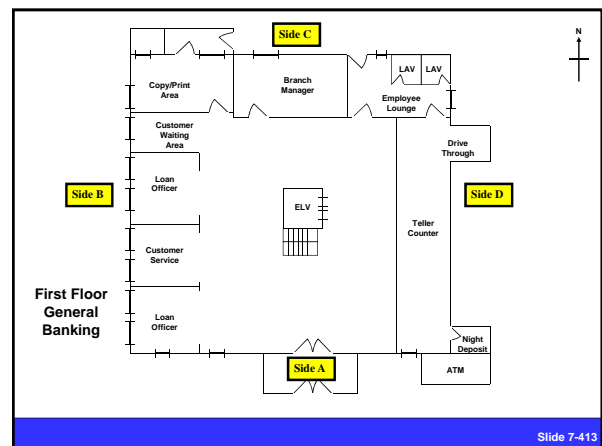 Side C
N
LAV LAV
Copy/Print
Area
Branch
Manager
Employee
Lounge
Customer
Waiting
Area
Drive
Through
Loan
Officer
Side B
Side D
ELV
Teller
Counter
Customer
Service
First Floor
General
Banking
Loan
Officer
Night
Deposit
Side A
ATM
Slide 7-413